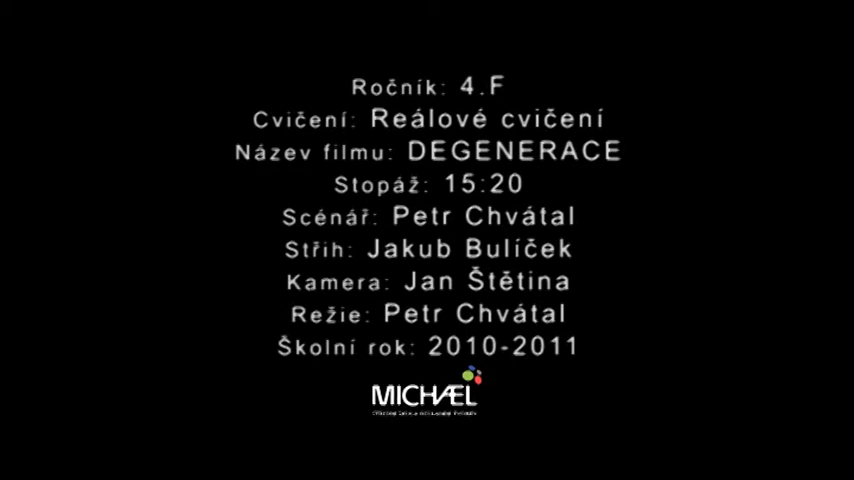 Ročník: 4.F
Cvičení: Reálové cvičení
Název filmu: DEGENERACE
Stopáž: 15:20
Scénář: Petr Chvátal
Střih: Jakub Bulíček
Kamera: Jan Štětina
Režie: Petr Chvátal
Školní rok: 2010-2011
MICHAEL